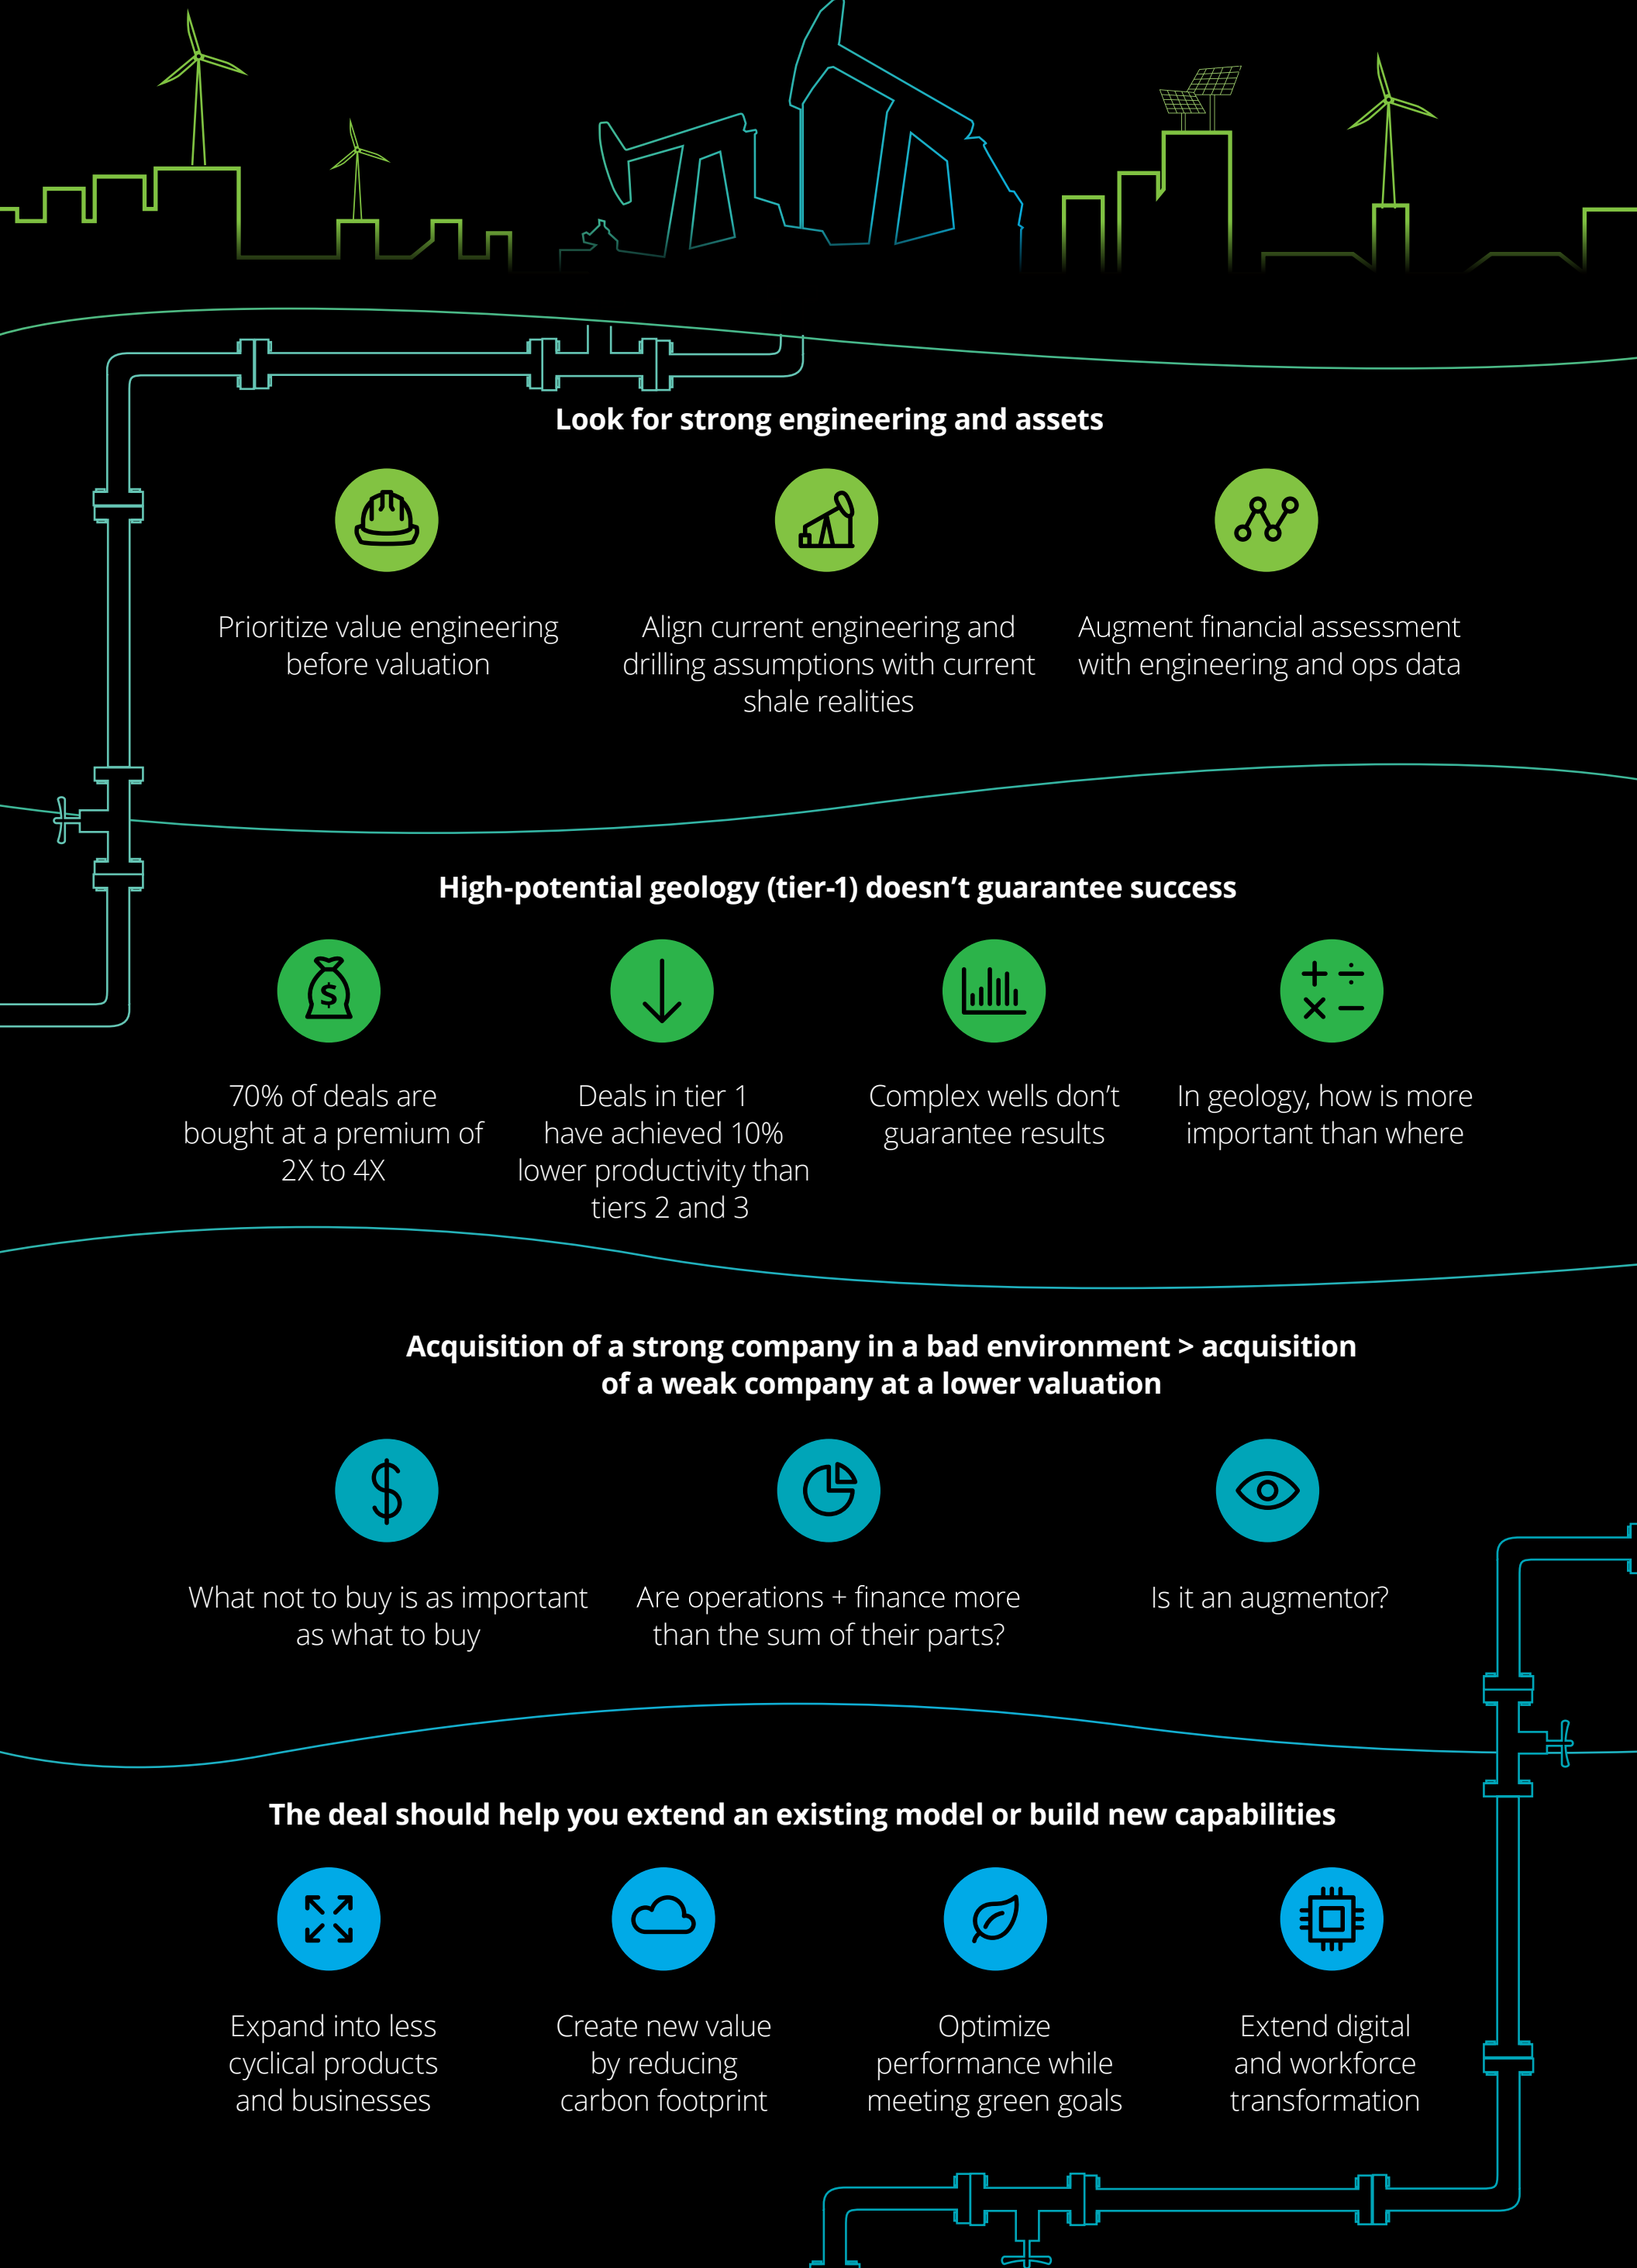 Look for strong engineering and assets
Prioritize value engineering
before valuation
Align current engineering and
drilling assumptions with current
shale realities
Augment financial assessment
with engineering and ops data
High-potential geology (tier-1) doesn’t guarantee success
$
70% of deals are
bought at a premium of
2X to 4X
Deals in tier 1
have achieved 10%
lower productivity than
tiers 2 and 3
Complex wells don’t
guarantee results
In geology, how is more
important than where
Acquisition of a strong company in a bad environment > acquisition
of a weak company at a lower valuation
$
What not to buy is as important
as what to buy
Are operations + finance more
than the sum of their parts?
Is it an augmentor?
The deal should help you extend an existing model or build new capabilities
Expand into less
cyclical products
and businesses
Create new value
by reducing
carbon footprint
Optimize
performance while
meeting green goals
Extend digital
and workforce
transformation